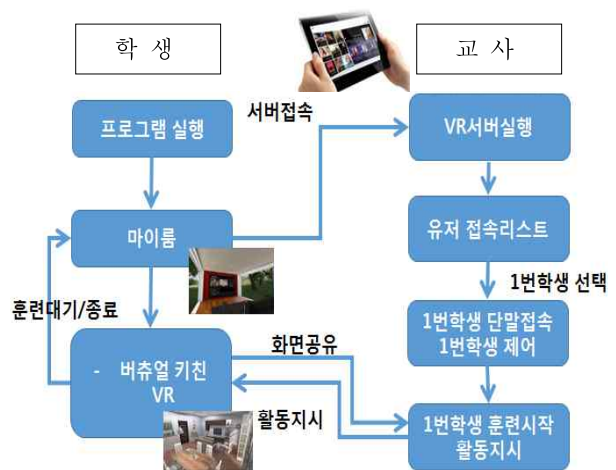 학 생
교 사
프로그램 실행
서버접속
VR서버실행
마이룸
유저 접속리스트
1번학생 선택
훈련대기/종료
1번학생 단말접속
1번학생 제어
화면공유
- 버츄얼 키친
VR
활동지시
1번학생 훈련시작
활동지시